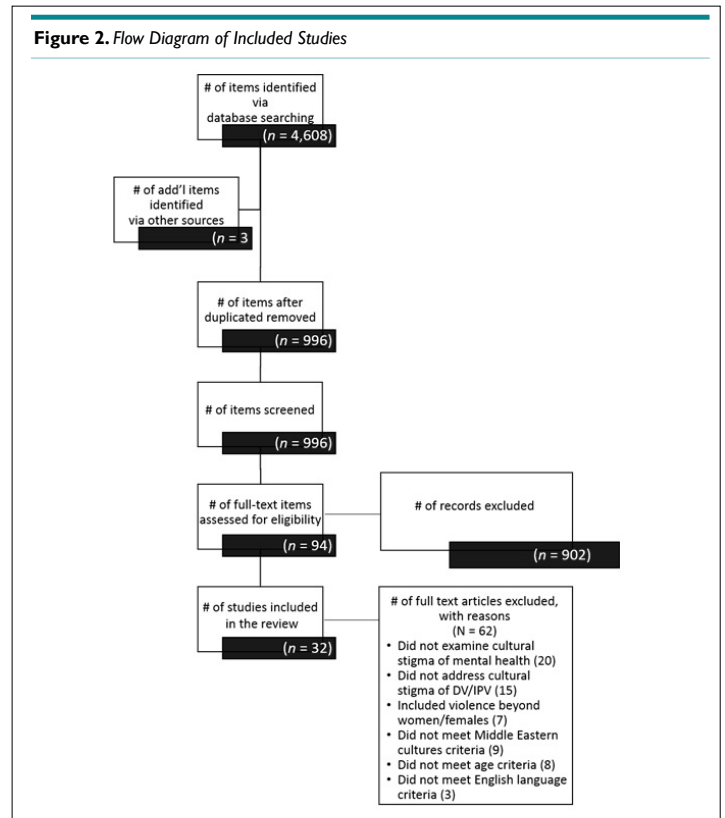 Figure 2. Flow Diagram of Included Studies
# of items identified
via
database searching
(n = 4,608)
# of add'l items
identified
via other sources
(n = 3
# of items after
duplicated removed
(n = 996)
# of items screened
(n = 996)
# of full-text items
assessed for eligibility
(n = 94)
# of records excluded
(n = 902)
# of studies included
in the review
(n = 32)
# of full text articles excluded,
with reasons
(N = 62)
• Did not examine cultural
stigma of mental health (20)
• Did not address cultural
stigma of DV/IPV (15)
• Included violence beyond
women/females (7)
• Did not meet Middle Eastern
cultures criteria (9)
• Did not meet age criteria (8)
• Did not meet English language
criteria (3)